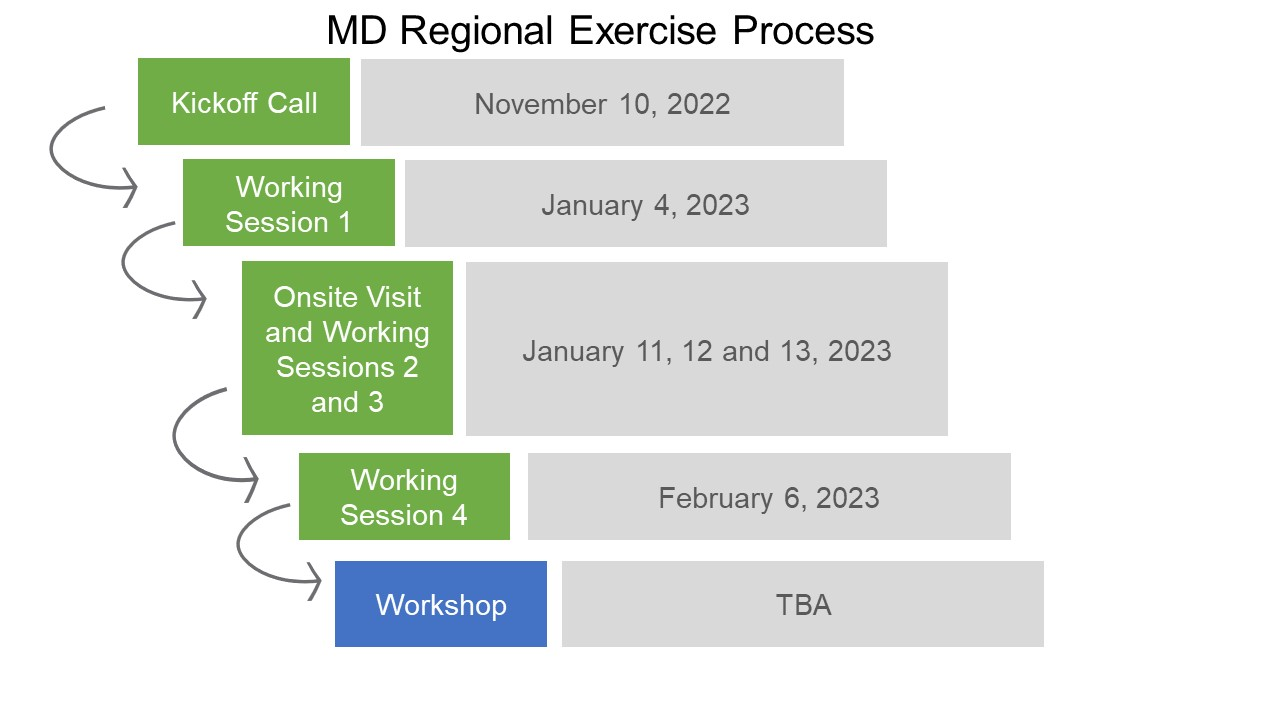 MD Regional Exercise Process
Kickoff Call
November 10, 2022
Working
Session 1
January 4, 2023
Onsite Visit
and Working
Sessions 2
and 3
January 11, 12 and 13, 2023
Working
Session 4
February 6, 2023
Workshop
TBA